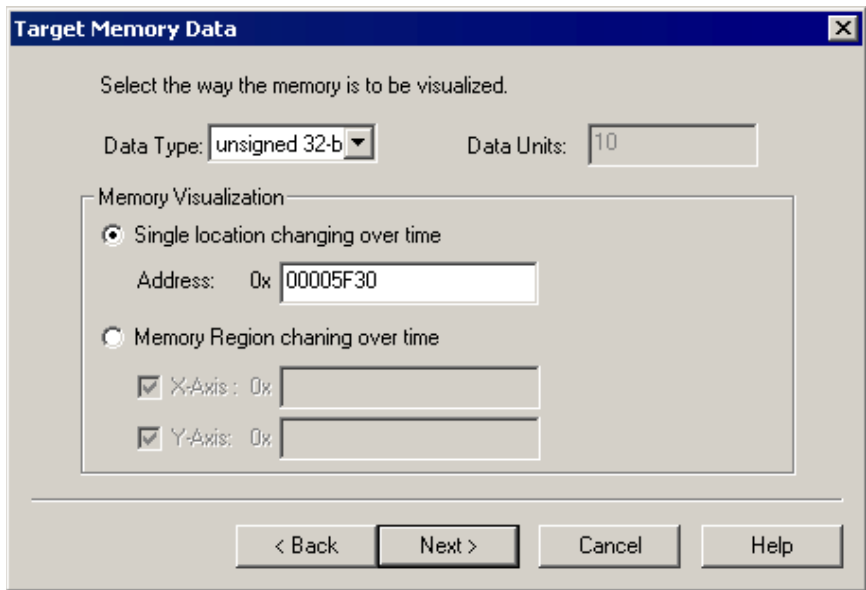 Target Memory Data
Select the way the memory is to be visualized.
Data Type: unsigned 32-b Data Units: 10
Memory Visualization
Single location changing over time
Address: 0x 00005F30
Memory Region chaning over time
X-Axis : 0x
Y-Axis: 0x
< Back Next > Cancel Help